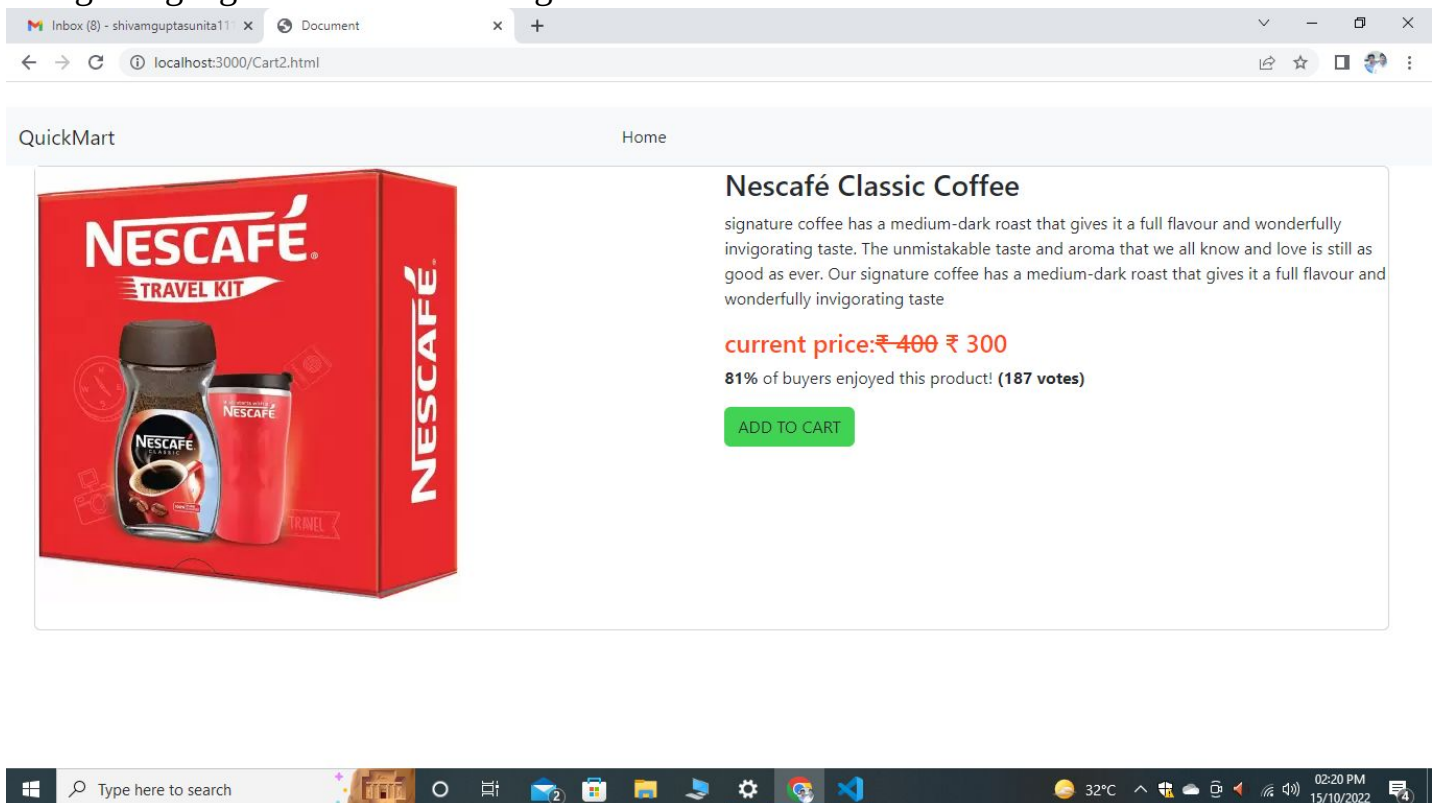 Inbox (8) - shivamguptasunita11
Document
localhost:3000/Cart2.html
QuickMart
Home
NESCAFÉ
TRAVEL KIT
NESCAFÉ
NESCAFÉ
NESCAFÉ
CLASSIC
TRAVEL
Nescafé Classic Coffee
signature coffee has a medium-dark roast that gives it a full flavour and wonderfully
invigorating taste. The unmistakable taste and aroma that we all know and love is still as
good as ever. Our signature coffee has a medium-dark roast that gives it a full flavour and
wonderfully invigorating taste
current price:₹ 400 ₹ 300
81% of buyers enjoyed this product! (187 votes)
ADD TO CART
Type here to search
2
32°C
02:20 PM
15/10/2022
4